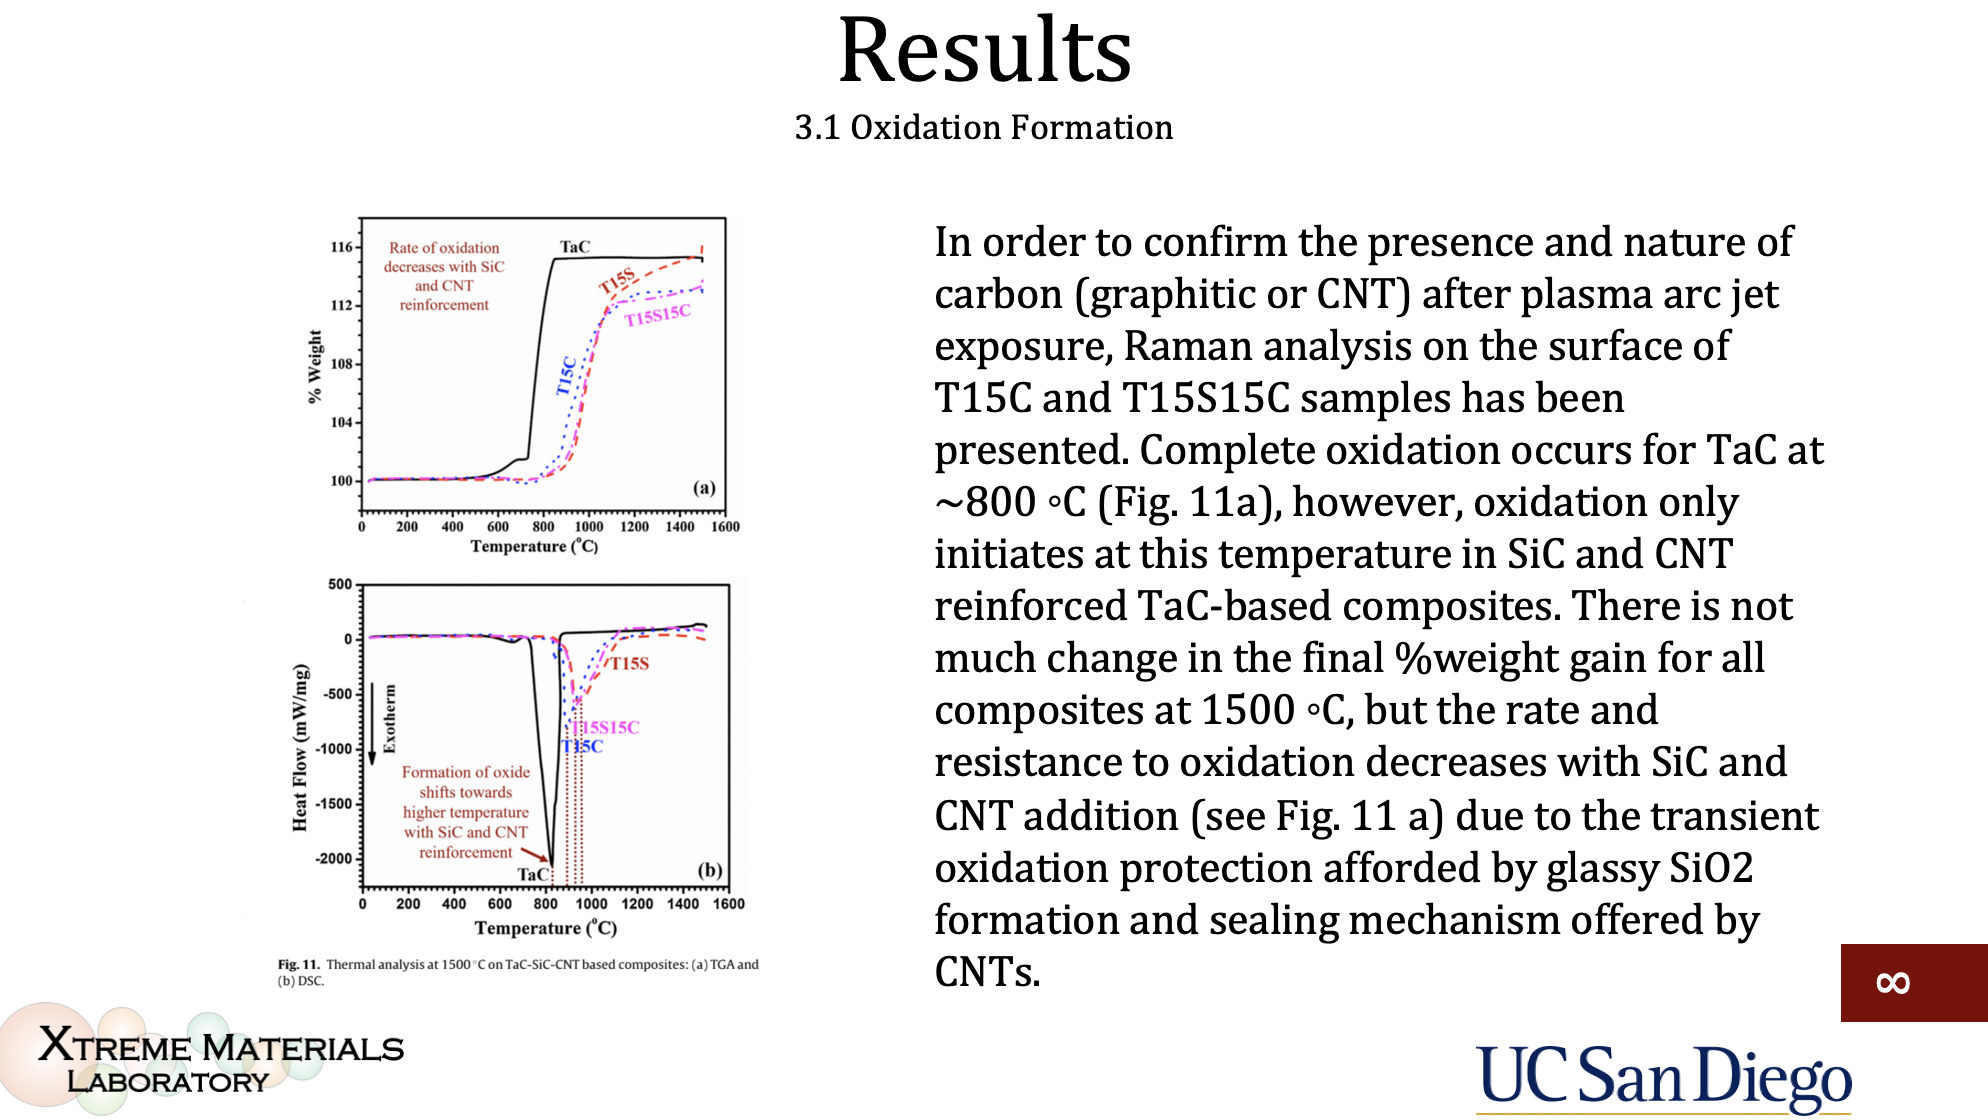 Results
3.1 Oxidation Formation
116
112
108
104
100
% Weight
Rate of oxidation
decreases with SiC
and CNT
reinforcement
TaC
T15S
T15S15C
T15C
(a)
0 200 400 600 800 1000 1200 1400 1600
Temperature (°C)
500
0
-500
-1000
-1500
-2000
Heat Flow (mW/mg)
Exotherm
T15S
T15S15C
T15C
Formation of oxide
shifts towards
higher temperature
with SiC and CNT
reinforcement
TaC
(b)
0 200 400 600 800 1000 1200 1400 1600
Temperature (°C)
Fig. 11. Thermal analysis at 1500 °C on TaC-SiC-CNT based composites: (a) TGA and
(b) DSC.
In order to confirm the presence and nature of
carbon (graphitic or CNT) after plasma arc jet
exposure, Raman analysis on the surface of
T15C and T15S15C samples has been
presented. Complete oxidation occurs for TaC at
~800 ◦C (Fig. 11a), however, oxidation only
initiates at this temperature in SiC and CNT
reinforced TaC-based composites. There is not
much change in the final %weight gain for all
composites at 1500 ◦C, but the rate and
resistance to oxidation decreases with SiC and
CNT addition (see Fig. 11 a) due to the transient
oxidation protection afforded by glassy SiO2
formation and sealing mechanism offered by
CNTs.
8
XTREME MATERIALS
LABORATORY
UC San Diego